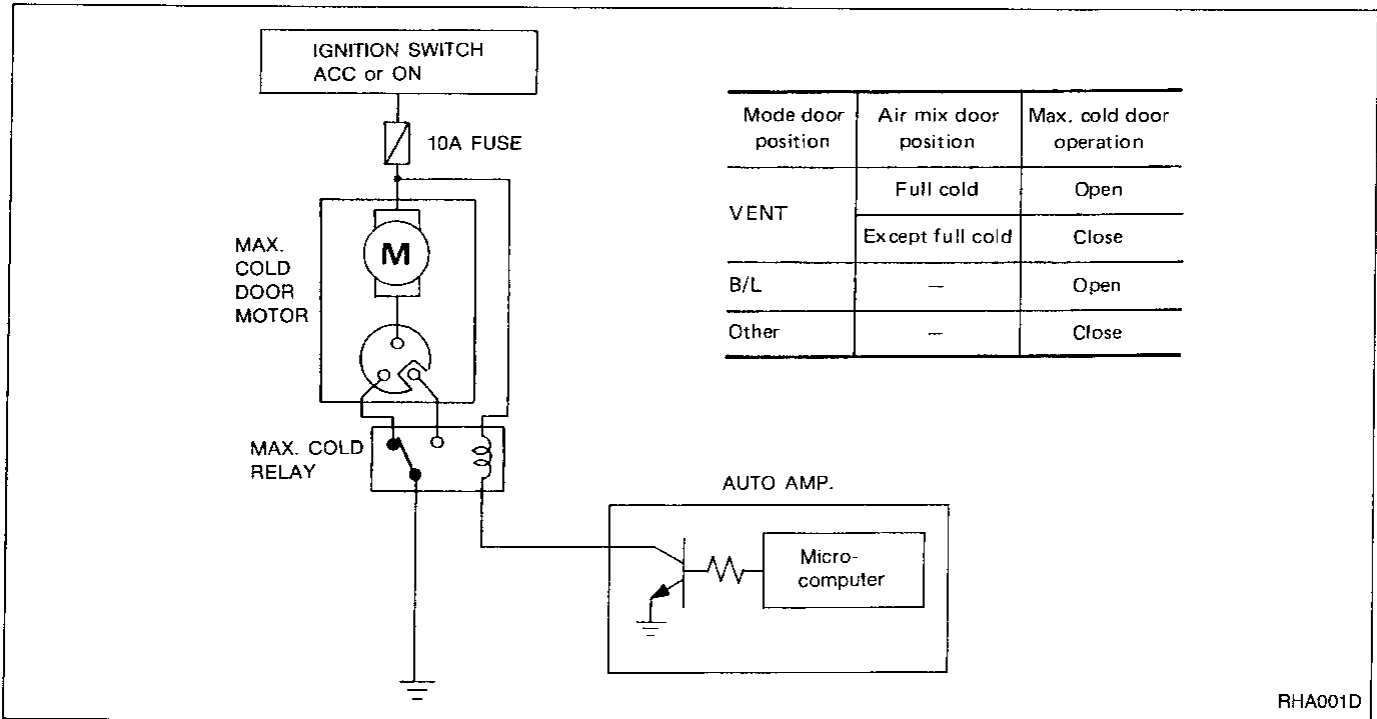 IGNITION SWITCH
ACC or ON
10A FUSE
MAX.
COLD
DOOR
MOTOR
M
MAX. COLD
RELAY
Mode door
position
Air mix door
position
Max. cold door
operation
VENT
Full cold
Open
Except full cold
Close
B/L
—
Open
Other
—
Close
AUTO AMP.
Micro-
computer
RHA001D